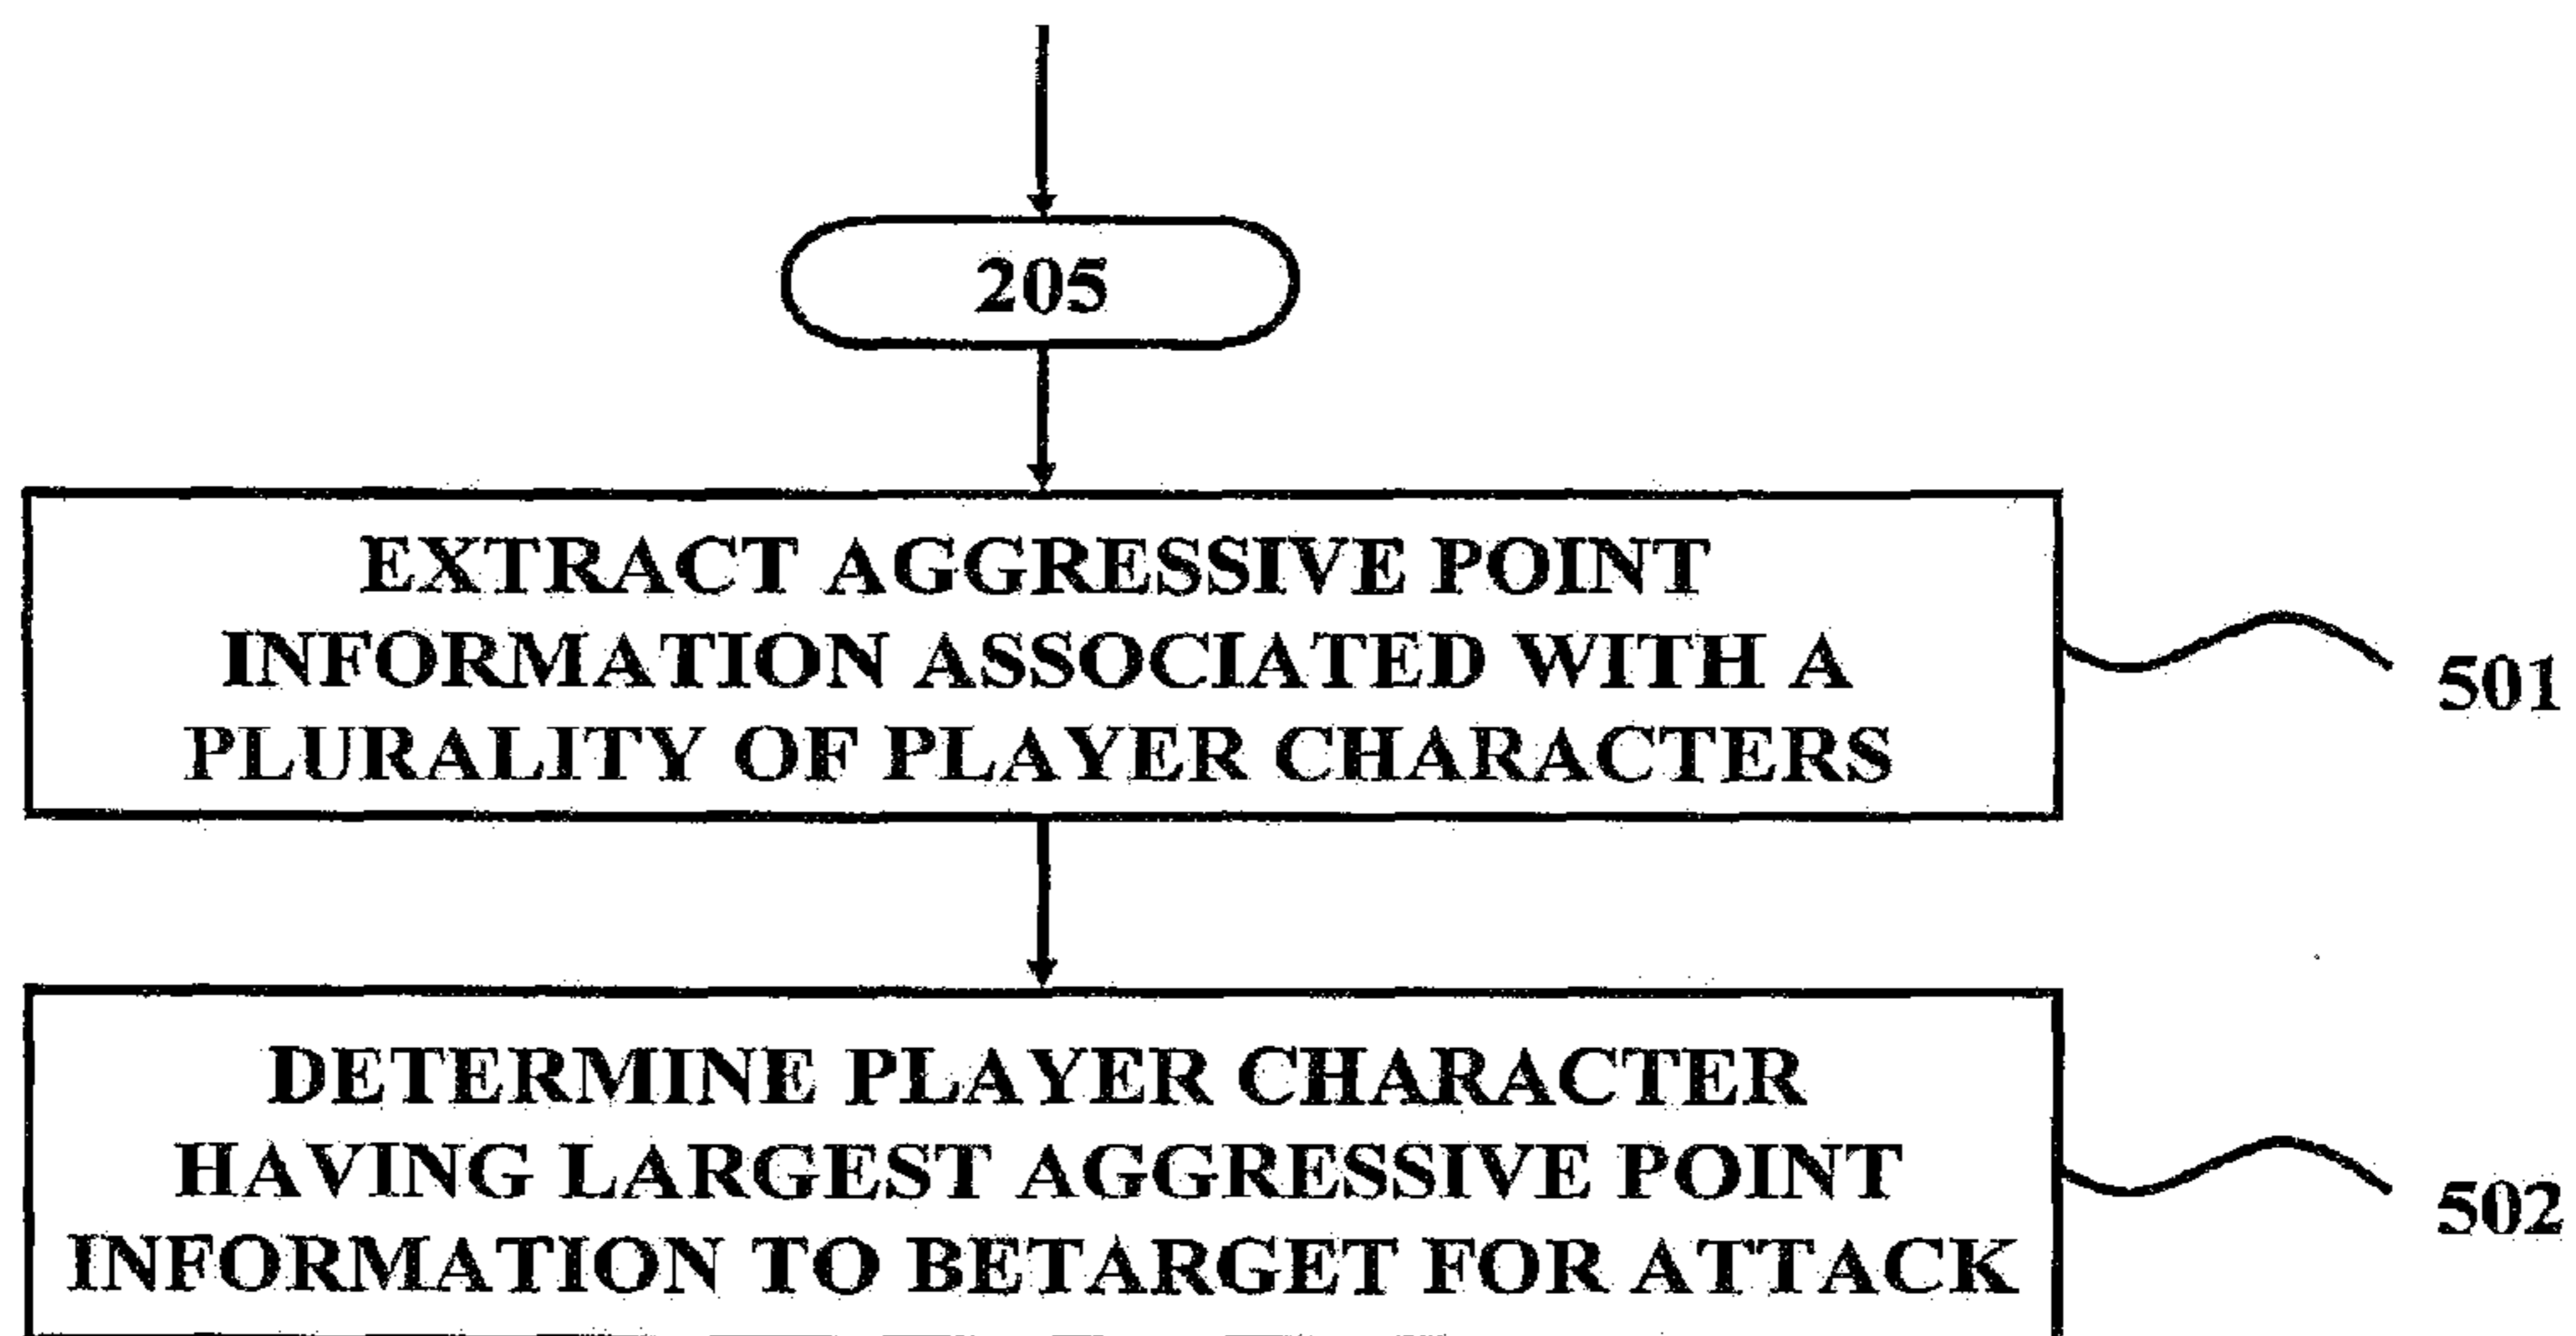 205
EXTRACT AGGRESSIVE POINT
INFORMATION ASSOCIATED WITH A
PLURALITY OF PLAYER CHARACTERS
501
DETERMINE PLAYER CHARACTER
HAVING LARGEST AGGRESSIVE POINT
INFORMATION TO BETARGET FOR ATTACK
502